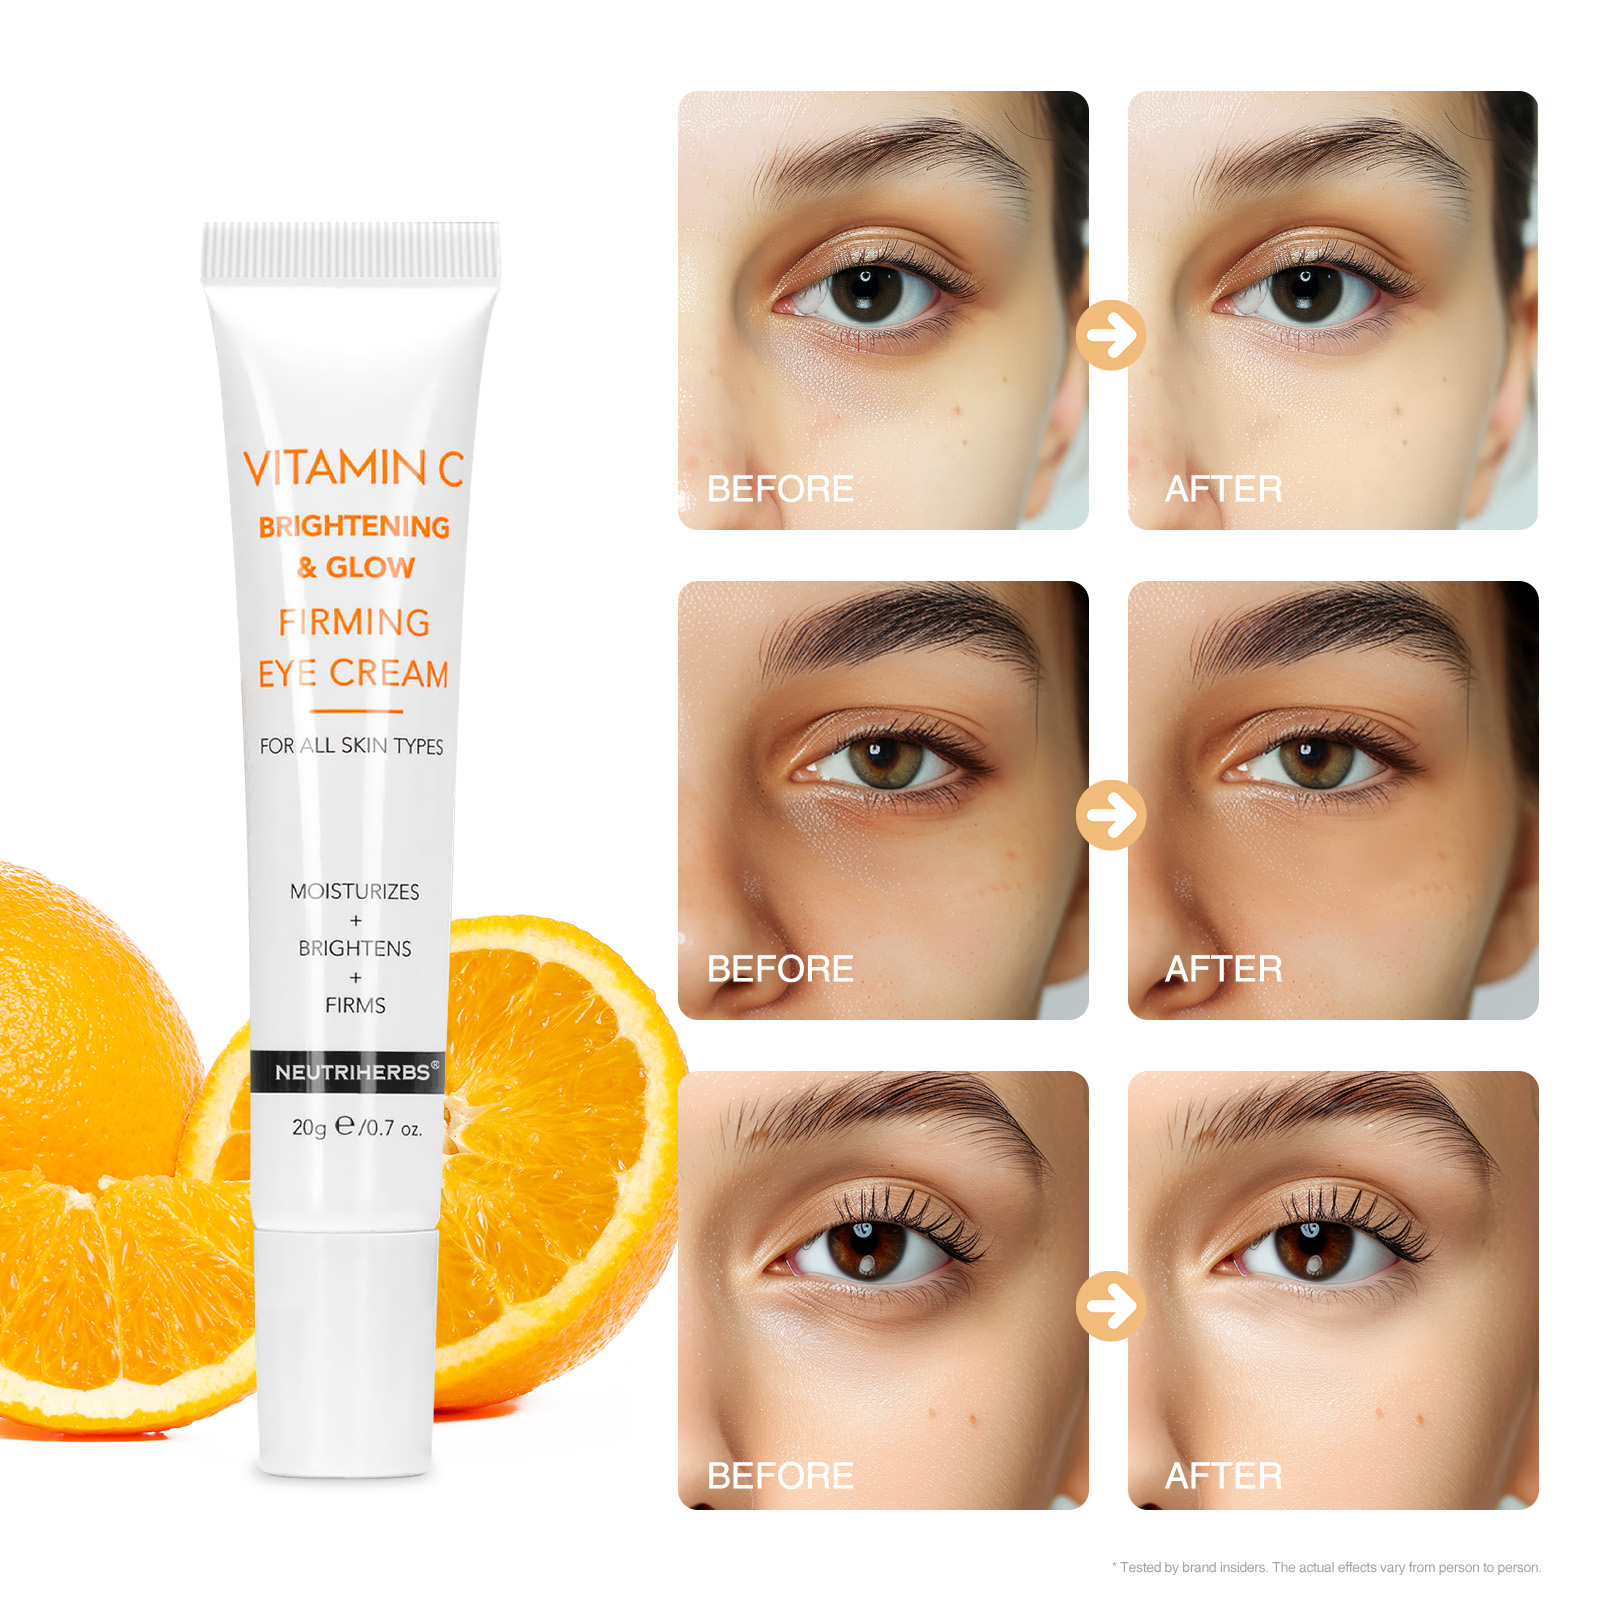 VITAMIN C
BRIGHTENING
& GLOW
FIRMING
EYE CREAM
FOR ALL SKIN TYPES
MOISTURIZES
+
BRIGHTENS
+
FIRMS
NEUTRIHERBS®
20g ℮/0.7 oz.
BEFORE
AFTER
BEFORE
AFTER
BEFORE
AFTER
* Tested by brand insiders. The actual effects vary from person to person.